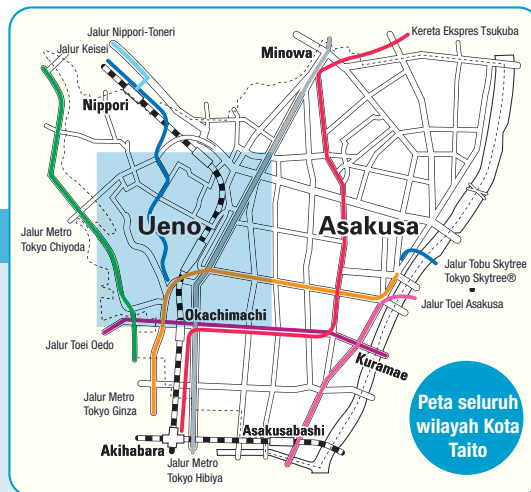 Jalur Nippori-Toneri
Jalur Keisei
Minowa
Kereta Ekspres Tsukuba
Nippori
Ueno
Asakusa
Jalur Metro
Tokyo Chiyoda
Jalur Tobu Skytree
Tokyo Skytree®
Jalur Toei Asakusa
Okachimachi
Jalur Toei Oedo
Kuramae
Jalur Metro
Tokyo Ginza
Peta seluruh
wilayah Kota
Taito
Asakusabashi
Akihabara
Jalur Metro
Tokyo Hibiya